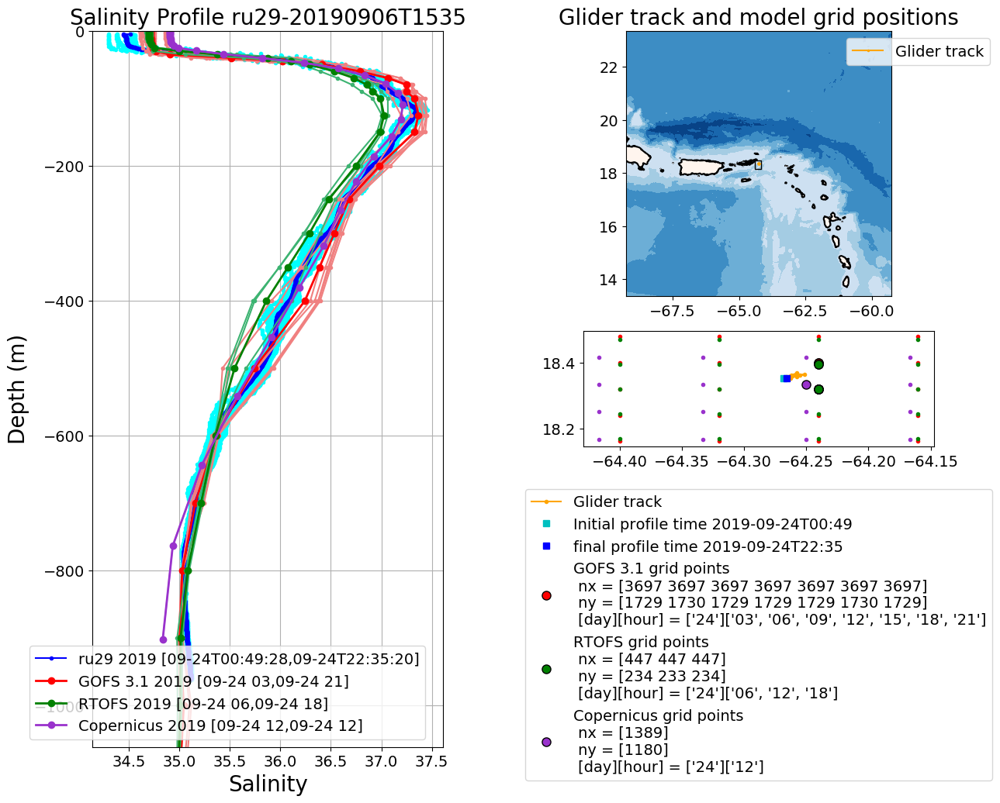 Salinity Profile ru29-20190906T1535
0
−200
−400
−600
−800
−1000
Depth (m)
34.5 35.0 35.5 36.0 36.5 37.0 37.5
Salinity
ru29 2019 [09-24T00:49:28,09-24T22:35:20]
GOFS 3.1 2019 [09-24 03,09-24 21]
RTOFS 2019 [09-24 06,09-24 18]
Copernicus 2019 [09-24 12,09-24 12]
Glider track and model grid positions
Glider track
22
20
18
16
14
−67.5 −65.0 −62.5 −60.0
18.4
18.2
−64.40 −64.35 −64.30 −64.25 −64.20 −64.15
Glider track
Initial profile time 2019-09-24T00:49
final profile time 2019-09-24T22:35
GOFS 3.1 grid points
nx = [3697 3697 3697 3697 3697 3697 3697]
ny = [1729 1730 1729 1729 1729 1730 1729]
[day][hour] = ['24']['03', '06', '09', '12', '15', '18', '21']
RTOFS grid points
nx = [447 447 447]
ny = [234 233 234]
[day][hour] = ['24']['06', '12', '18']
Copernicus grid points
nx = [1389]
ny = [1180]
[day][hour] = ['24']['12']